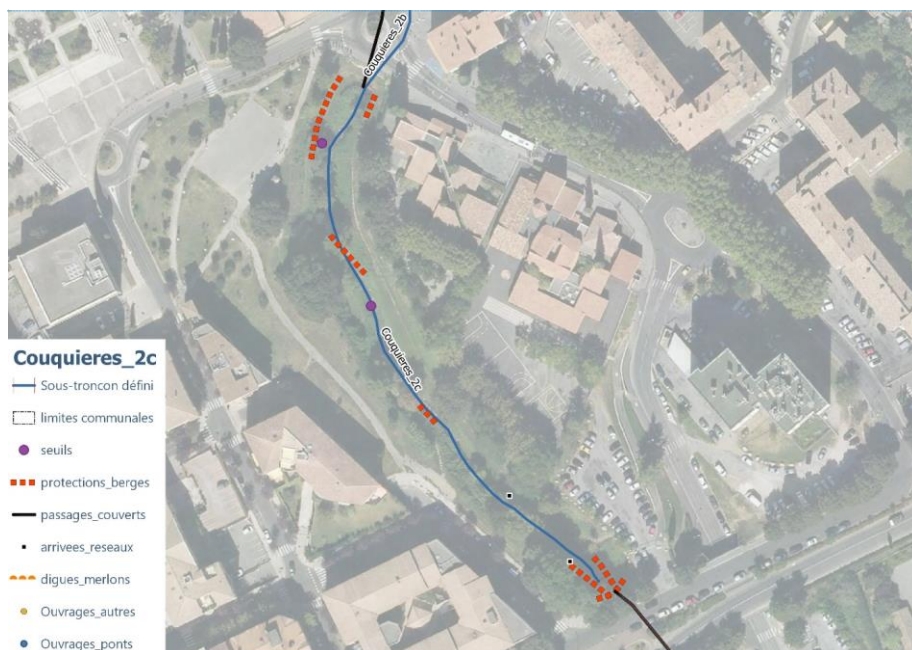 couquieres_2b
Couquieres_2c
Couquieres_2c
Sous-troncon défini
limites communales
seuils
protections_berges
passages_couverts
arrivees_reseaux
digues_merlons
Ouvrages_autres
Ouvrages_ponts